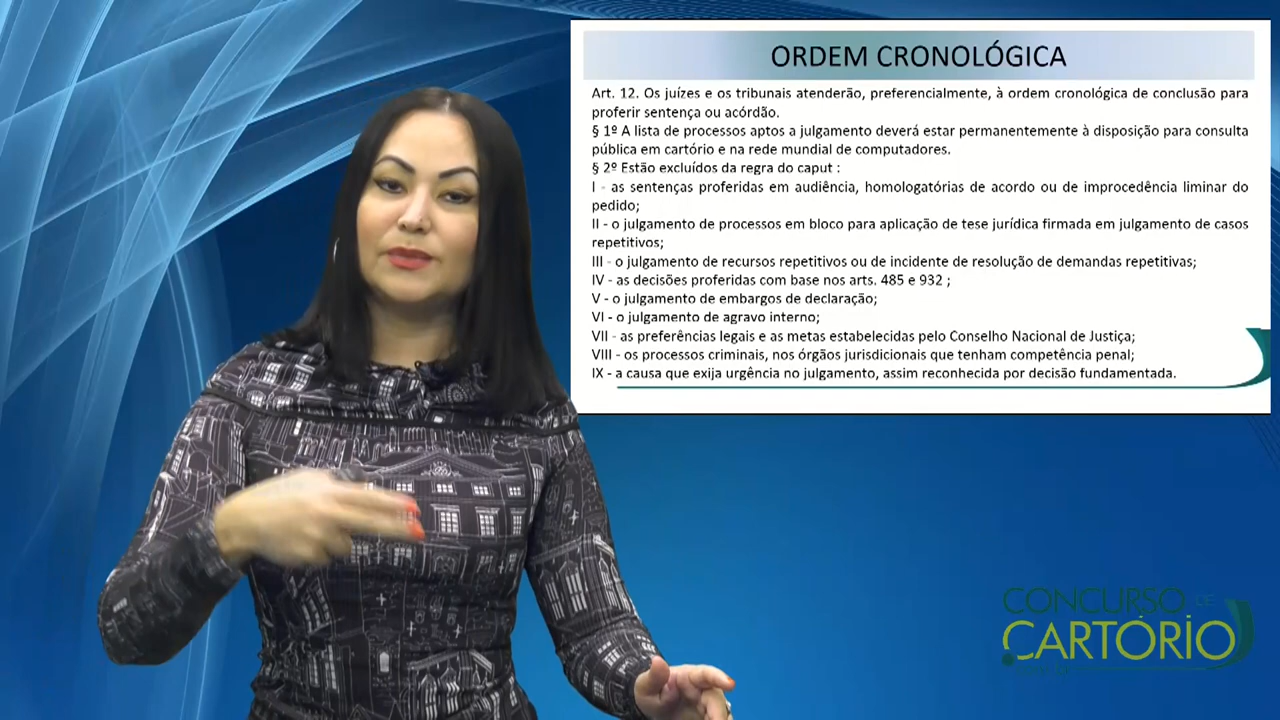 ORDEM CRONOLÓGICA
Art. 12. Os juízes e os tribunais atenderão, preferencialmente, à ordem cronológica de conclusão para
proferir sentença ou acórdão.
§ 1º A lista de processos aptos a julgamento deverá estar permanentemente à disposição para consulta
pública em cartório e na rede mundial de computadores.
§ 2º Estão excluídos da regra do caput :
I - as sentenças proferidas em audiência, homologatórias de acordo ou de improcedência liminar do
pedido;
II - o julgamento de processos em bloco para aplicação de tese jurídica firmada em julgamento de casos
repetitivos;
III - o julgamento de recursos repetitivos ou de incidente de resolução de demandas repetitivas;
IV - as decisões proferidas com base nos arts. 485 e 932 ;
V - o julgamento de embargos de declaração;
VI - o julgamento de agravo interno;
VII - as preferências legais e as metas estabelecidas pelo Conselho Nacional de Justiça;
VIII - os processos criminais, nos órgãos jurisdicionais que tenham competência penal;
IX - a causa que exija urgência no julgamento, assim reconhecida por decisão fundamentada.
CONCURSO DE
CARTÓRIO